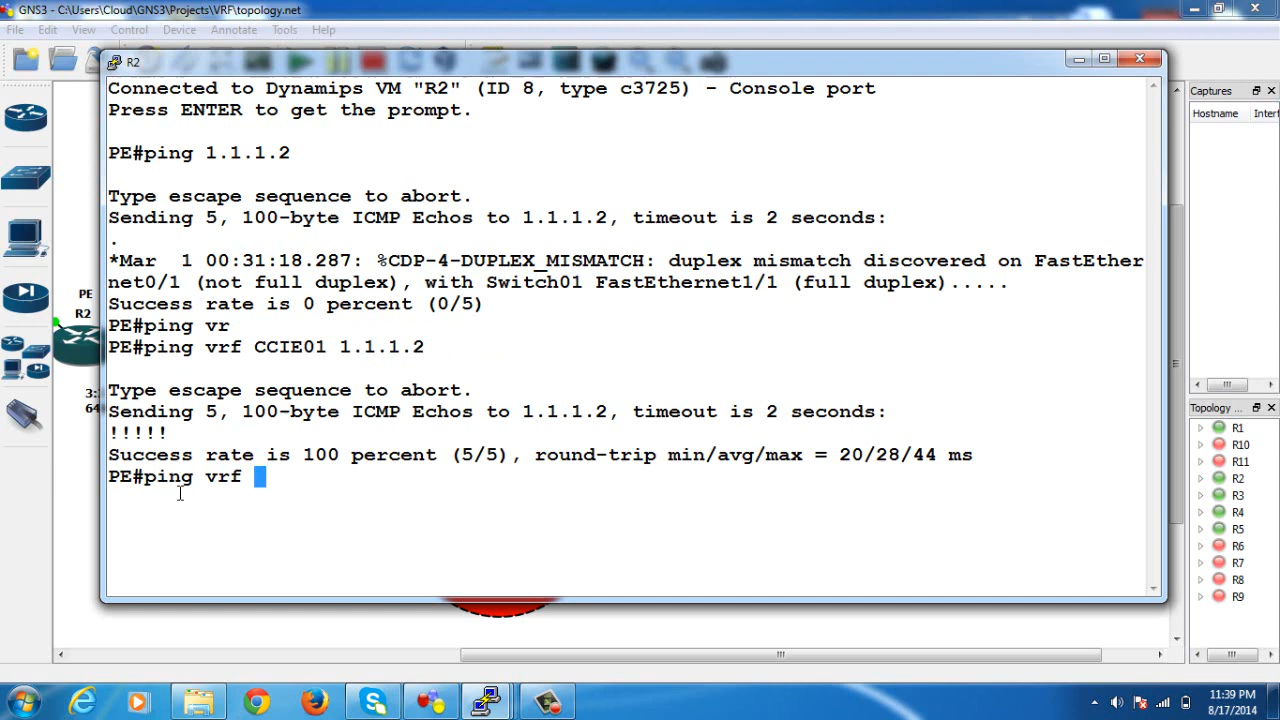 GNS3 - C:\Users\Cloud\GNS3\Projects\VRF\topology.net
File Edit View Control Device Annotate Tools Help
R2
Connected to Dynamips VM "R2" (ID 8, type c3725) - Console port
Press ENTER to get the prompt.
PE#ping 1.1.1.2
Type escape sequence to abort.
Sending 5, 100-byte ICMP Echos to 1.1.1.2, timeout is 2 seconds:
.
*Mar  1 00:31:18.287: %CDP-4-DUPLEX_MISMATCH: duplex mismatch discovered on FastEther
net0/1 (not full duplex), with Switch01 FastEthernet1/1 (full duplex).....
Success rate is 0 percent (0/5)
PE#ping vr
PE#ping vrf CCIE01 1.1.1.2
Type escape sequence to abort.
Sending 5, 100-byte ICMP Echos to 1.1.1.2, timeout is 2 seconds:
!!!!!
Success rate is 100 percent (5/5), round-trip min/avg/max = 20/28/44 ms
PE#ping vrf
PE
R2
3:
64
Captures
Hostname Interf
Topology ...
R1
R10
R11
R2
R3
R4
R5
R6
R7
R8
R9
11:39 PM
8/17/2014